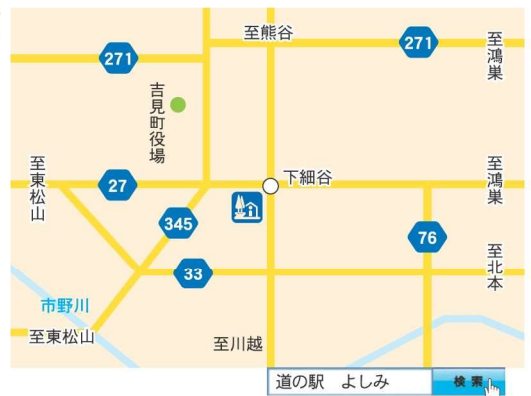 至熊谷
271
271
至鴻巣
吉見町役場
至東松山
27
下細谷
至鴻巣
345
76
33
至北本
市野川
至東松山
至川越
道の駅 よしみ
検索